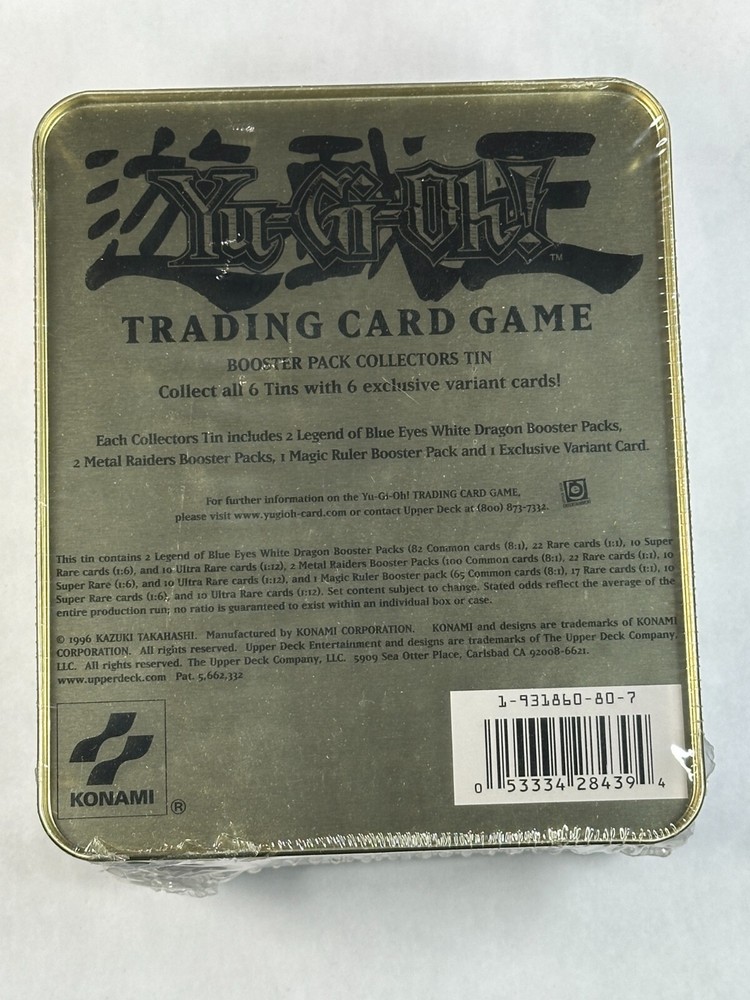 遊戯王
YU-GI-OH!
™
TRADING CARD GAME
BOOSTER PACK COLLECTORS TIN
Collect all 6 Tins with 6 exclusive variant cards!
Each Collectors Tin includes 2 Legend of Blue Eyes White Dragon Booster Packs,
2 Metal Raiders Booster Packs, 1 Magic Ruler Booster Pack and 1 Exclusive Variant Card.
For further information on the Yu-Gi-Oh! TRADING CARD GAME,
please visit www.yugioh-card.com or contact Upper Deck at (800) 873-7332.
This tin contains 2 Legend of Blue Eyes White Dragon Booster Packs (82 Common cards (8:1), 22 Rare cards (1:1), 10 Super
Rare cards (1:6), and 10 Ultra Rare cards (1:12), 2 Metal Raiders Booster Packs (100 Common cards (8:1), 22 Rare cards (1:1), 10
Super Rare (1:6), and 10 Ultra Rare cards (1:12), and 1 Magic Ruler Booster pack (65 Common cards (8:1), 17 Rare cards (1:1), 10
Super Rare cards (1:6), and 10 Ultra Rare cards (1:12). Set content subject to change. Stated odds reflect the average of the
entire production run; no ratio is guaranteed to exist within an individual box or case.
© 1996 KAZUKI TAKAHASHI. Manufactured by KONAMI CORPORATION. KONAMI and designs are trademarks of KONAMI
CORPORATION. All rights reserved. Upper Deck Entertainment and designs are trademarks of The Upper Deck Company,
LLC. All rights reserved. The Upper Deck Company, LLC. 5909 Sea Otter Place, Carlsbad CA 92008-6621.
www.upperdeck.com Pat. 5,662,332
KONAMI ®
1-931860-80-7
0 53334 28439 4